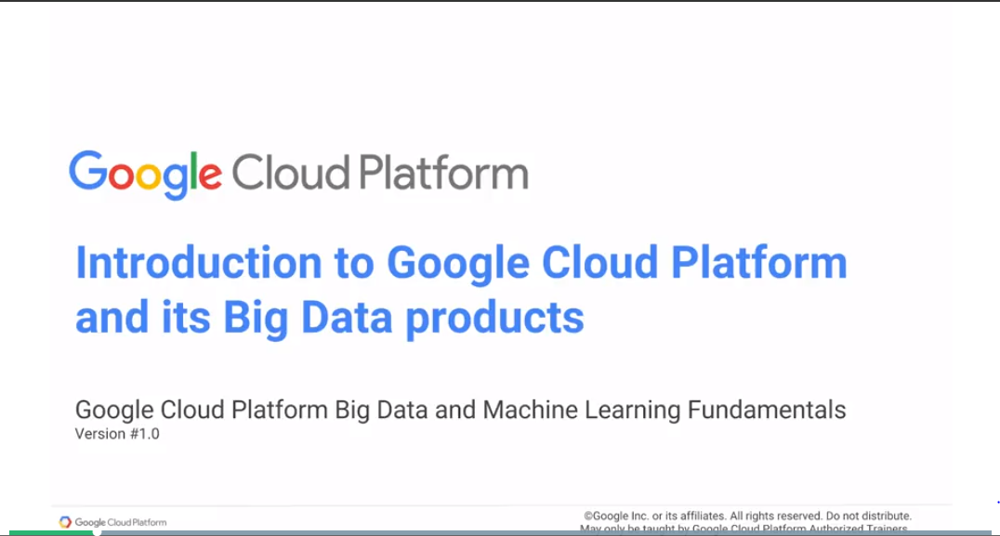 Google Cloud Platform
Introduction to Google Cloud Platform
and its Big Data products
Google Cloud Platform Big Data and Machine Learning Fundamentals
Version #1.0
Google Cloud Platform
©Google Inc. or its affiliates. All rights reserved. Do not distribute.
May only be taught by Google Cloud Platform Authorized Trainers.